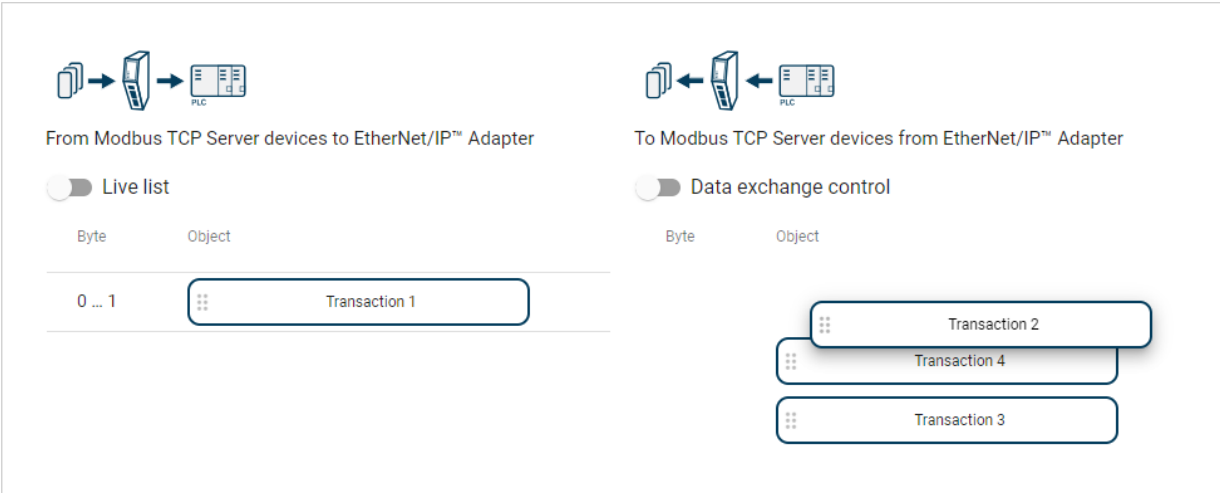 PLC
From Modbus TCP Server devices to EtherNet/IP™ Adapter
Live list
Byte Object
0 ... 1 Transaction 1
PLC
To Modbus TCP Server devices from EtherNet/IP™ Adapter
Data exchange control
Byte Object
Transaction 2
Transaction 4
Transaction 3